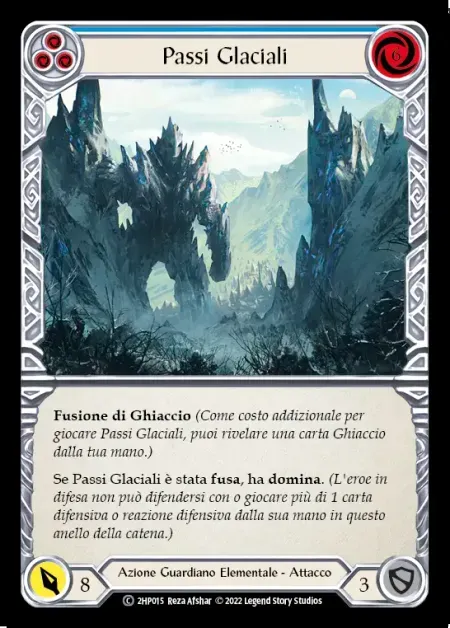 Passi Glaciali
6
Fusione di Ghiaccio (Come costo addizionale per
giocare Passi Glaciali, puoi rivelare una carta Ghiaccio
dalla tua mano.)
Se Passi Glaciali è stata fusa, ha domina. (L'eroe in
difesa non può difendersi con o giocare più di 1 carta
difensiva o reazione difensiva dalla sua mano in questo
anello della catena.)
8
Azione Guardiano Elementale - Attacco
3
C 2HP015 Reza Afshar © 2022 Legend Story Studios